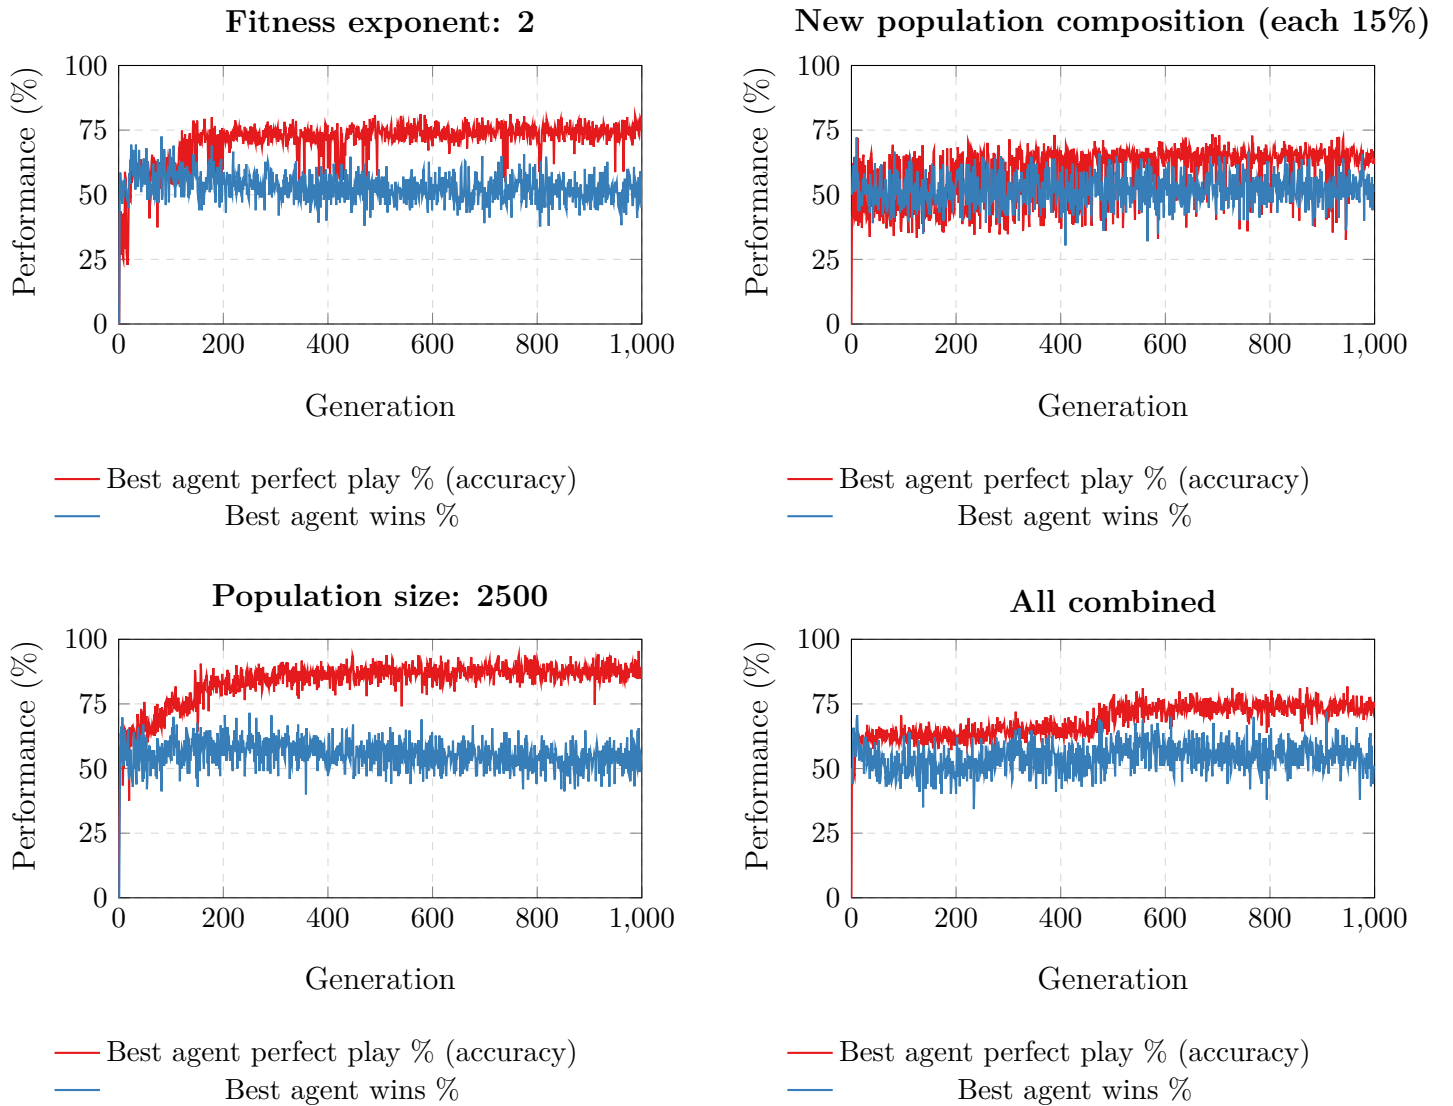 Fitness exponent: 2
Performance (%)
100
75
50
25
0
0 200 400 600 800 1,000
Generation
Best agent perfect play % (accuracy)
Best agent wins %
New population composition (each 15%)
Performance (%)
100
75
50
25
0
0 200 400 600 800 1,000
Generation
Best agent perfect play % (accuracy)
Best agent wins %
Population size: 2500
Performance (%)
100
75
50
25
0
0 200 400 600 800 1,000
Generation
Best agent perfect play % (accuracy)
Best agent wins %
All combined
Performance (%)
100
75
50
25
0
0 200 400 600 800 1,000
Generation
Best agent perfect play % (accuracy)
Best agent wins %